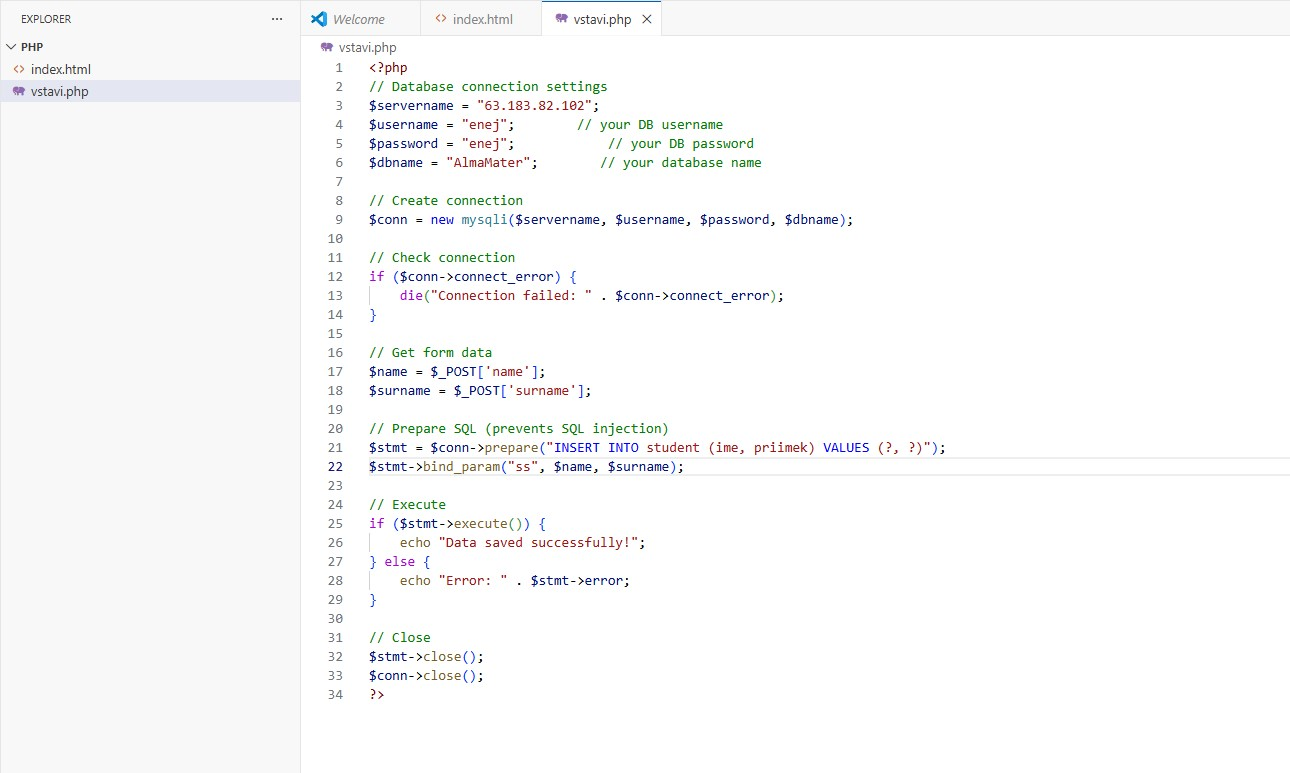 EXPLORER ...
PHP
index.html
vstavi.php
Welcome
index.html
vstavi.php
vstavi.php
1 <?php
2 // Database connection settings
3 $servername = "63.183.82.102";
4 $username = "enej"; // your DB username
5 $password = "enej"; // your DB password
6 $dbname = "AlmaMater"; // your database name
7
8 // Create connection
9 $conn = new mysqli($servername, $username, $password, $dbname);
10
11 // Check connection
12 if ($conn->connect_error) {
13 die("Connection failed: " . $conn->connect_error);
14 }
15
16 // Get form data
17 $name = $_POST['name'];
18 $surname = $_POST['surname'];
19
20 // Prepare SQL (prevents SQL injection)
21 $stmt = $conn->prepare("INSERT INTO student (ime, priimek) VALUES (?, ?)");
22 $stmt->bind_param("ss", $name, $surname);
23
24 // Execute
25 if ($stmt->execute()) {
26 echo "Data saved successfully!";
27 } else {
28 echo "Error: " . $stmt->error;
29 }
30
31 // Close
32 $stmt->close();
33 $conn->close();
34 ?>